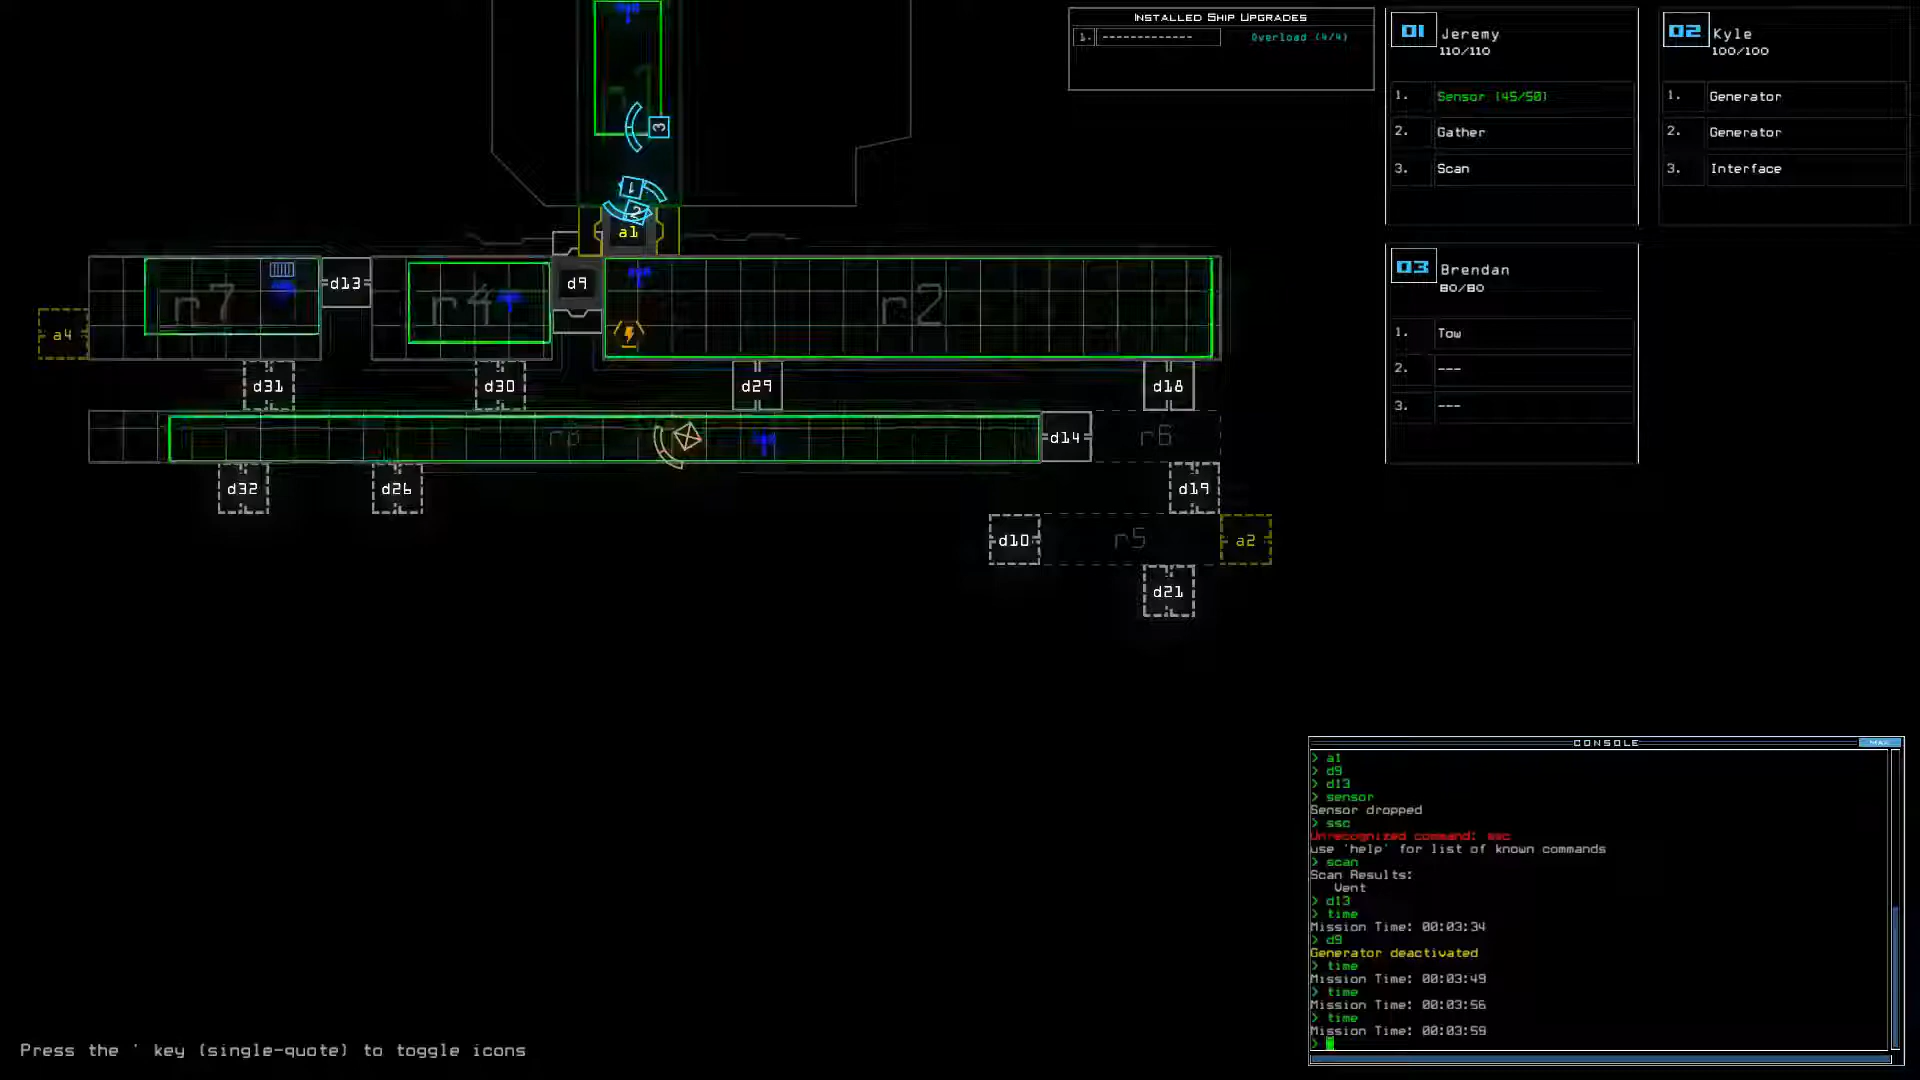 Installed Ship Upgrades
1. -------------- Overload (4/4)
01 Jeremy
110/110
1. Sensor (45/50)
2. Gather
3. Scan
02 Kyle
100/100
1. Generator
2. Generator
3. Interface
03 Brendan
80/80
1. Tow
2. ---
3. ---
3
1
2
a1
r7
d13
r4
d9
r2
a4
d31
d30
d29
d18
d14
r6
d32
d26
d19
d10
r5
a2
d21
CONSOLE
> a1
> d9
> d13
> sensor
Sensor dropped
> ssc
Unrecognized command: ssc
use 'help' for list of known commands
> scan
Scan Results:
Vent
> d13
> time
Mission Time: 00:03:34
> d9
Generator deactivated
> time
Mission Time: 00:03:49
> time
Mission Time: 00:03:56
> time
Mission Time: 00:03:59
>
Press the ' key (single-quote) to toggle icons